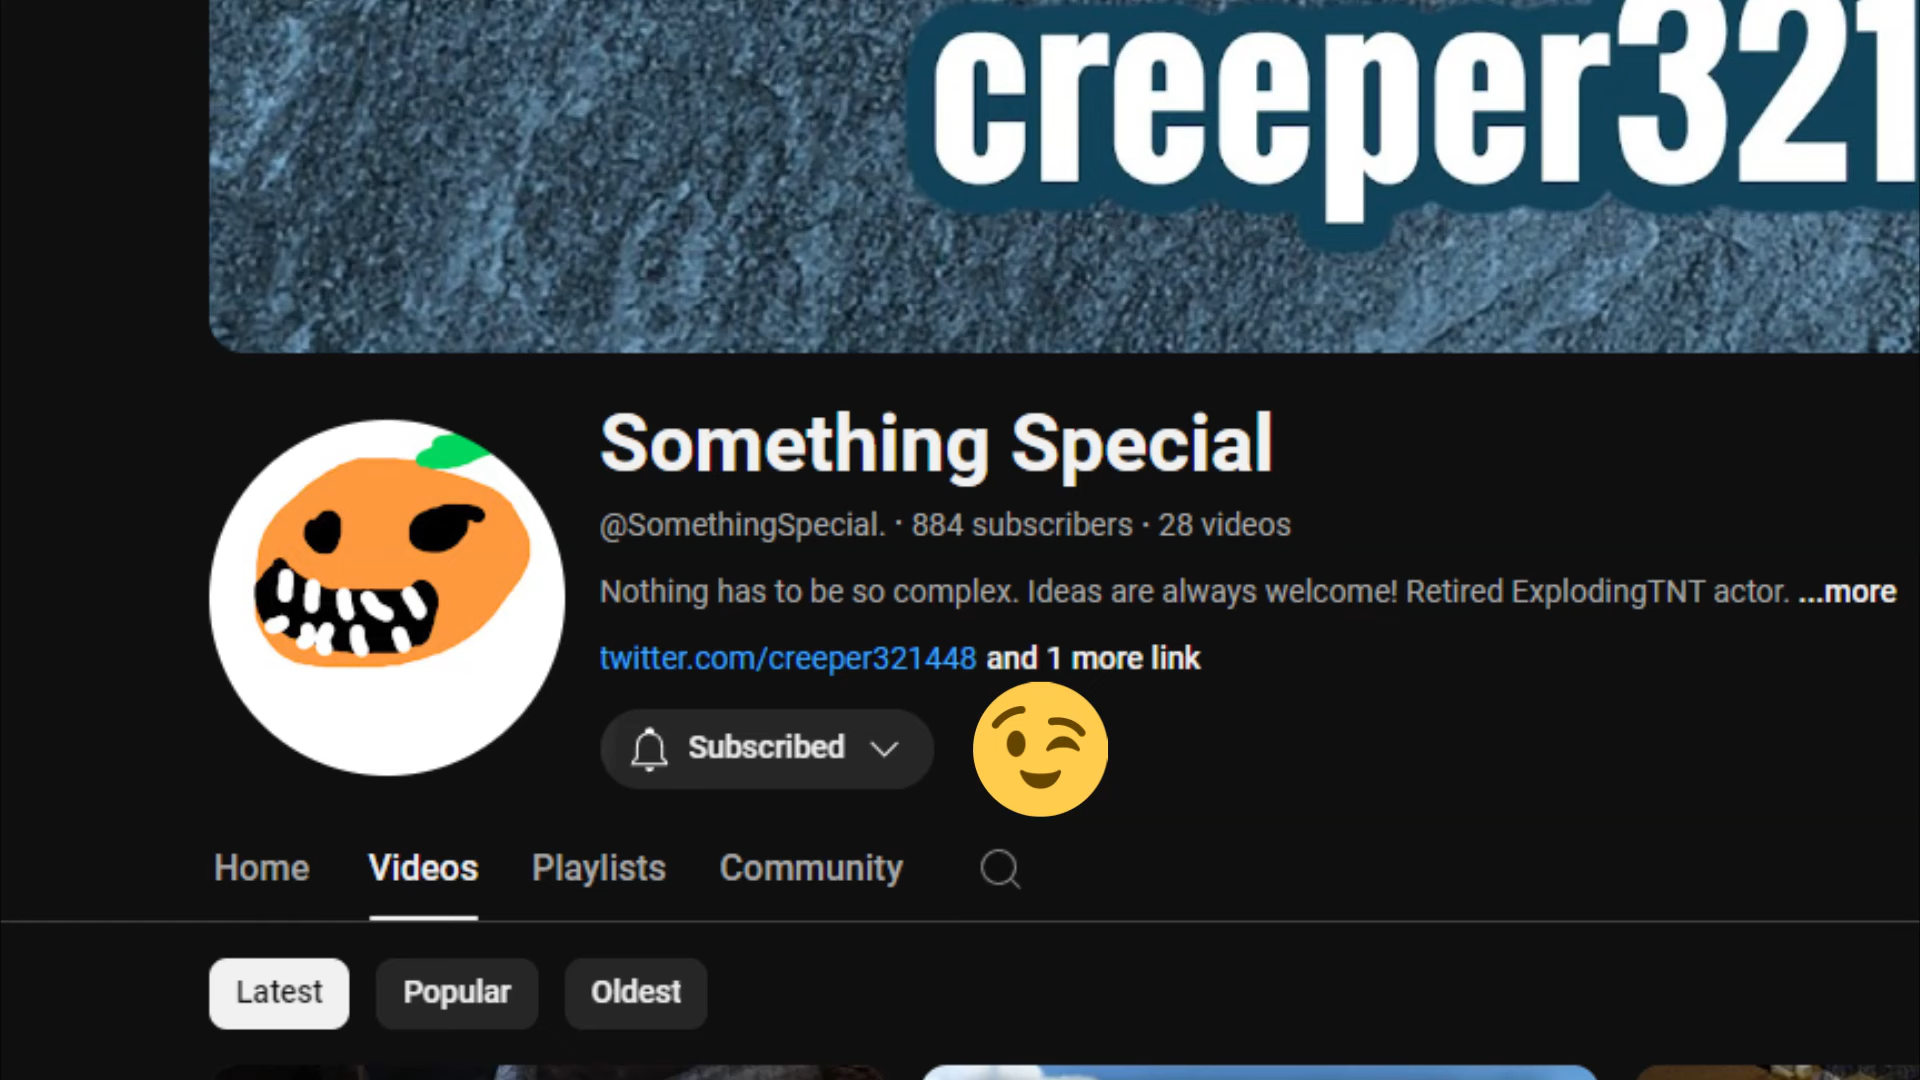 creeper321
Something Special
@SomethingSpecial. · 884 subscribers · 28 videos
Nothing has to be so complex. Ideas are always welcome! Retired ExplodingTNT actor. ...more
twitter.com/creeper321448 and 1 more link
Subscribed
Home Videos Playlists Community
Latest Popular Oldest